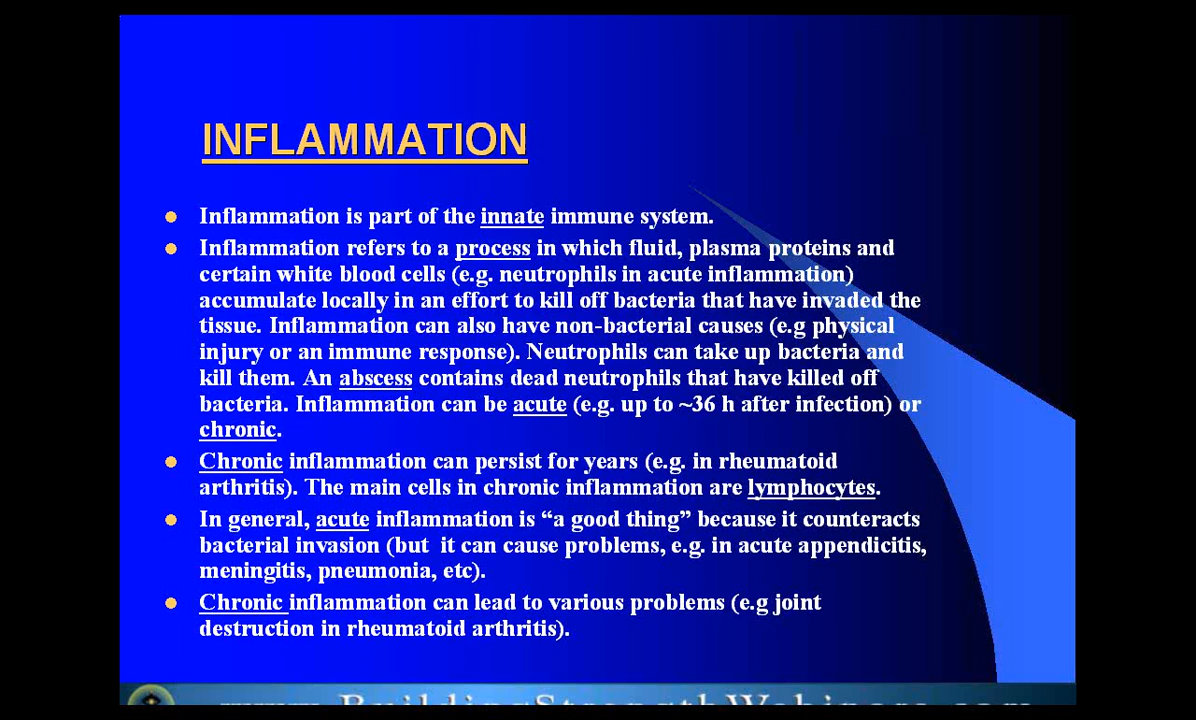 INFLAMMATION
Inflammation is part of the innate immune system.
Inflammation refers to a process in which fluid, plasma proteins and
certain white blood cells (e.g. neutrophils in acute inflammation)
accumulate locally in an effort to kill off bacteria that have invaded the
tissue. Inflammation can also have non-bacterial causes (e.g physical
injury or an immune response). Neutrophils can take up bacteria and
kill them. An abscess contains dead neutrophils that have killed off
bacteria. Inflammation can be acute (e.g. up to ~36 h after infection) or
chronic.
Chronic inflammation can persist for years (e.g. in rheumatoid
arthritis). The main cells in chronic inflammation are lymphocytes.
In general, acute inflammation is “a good thing” because it counteracts
bacterial invasion (but it can cause problems, e.g. in acute appendicitis,
meningitis, pneumonia, etc).
Chronic inflammation can lead to various problems (e.g joint
destruction in rheumatoid arthritis).
www.BuildingStrengthWebinars.com